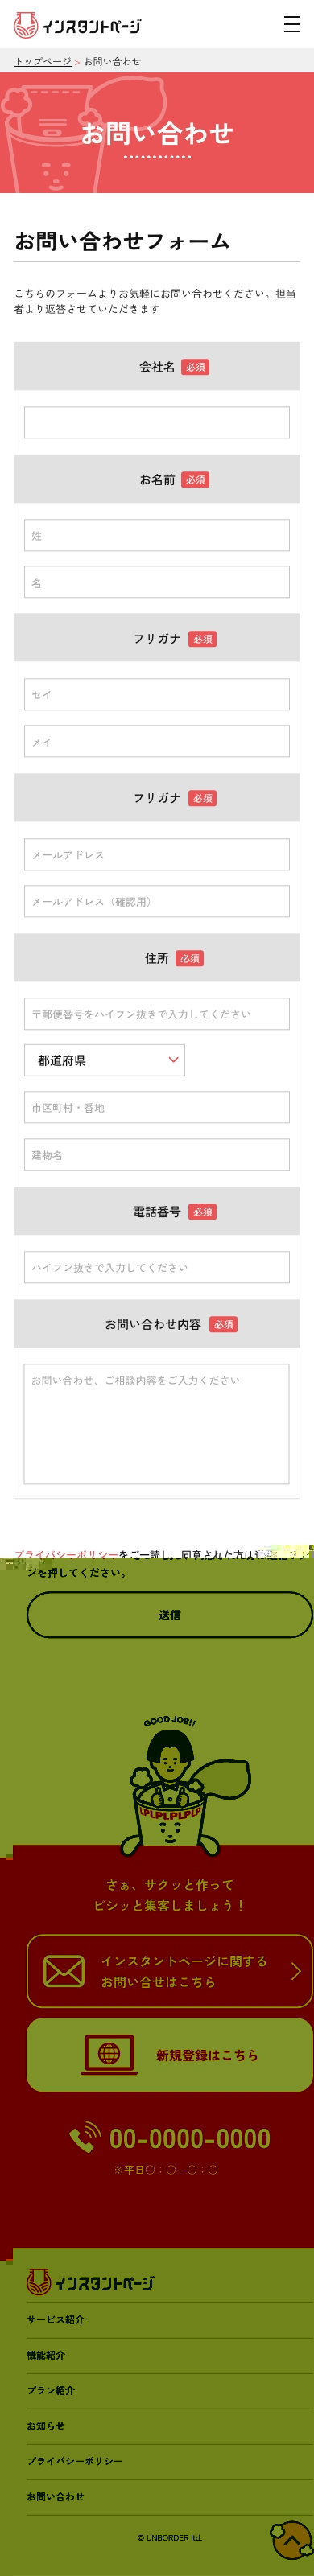 インスタントページ
トップページ > お問い合わせ
お問い合わせ
お問い合わせフォーム
こちらのフォームよりお気軽にお問い合わせください。担当
者より返答させていただきます
会社名 必須
お名前 必須
姓
名
フリガナ 必須
セイ
メイ
フリガナ 必須
メールアドレス
メールアドレス（確認用）
住所 必須
〒郵便番号をハイフン抜きで入力してください
都道府県
市区町村・番地
建物名
電話番号 必須
ハイフン抜きで入力してください
お問い合わせ内容 必須
お問い合わせ、ご相談内容をご入力ください
プライバシーポリシーをご一読し、同意された方は
を押してください。
送信
GOOD JOB!!
LPLPLPLPLP
さぁ、サクッと作って
ビシッと集客しましょう！
インスタントページに関する
お問い合せはこちら
新規登録はこちら
00-0000-0000
※平日〇：〇 - 〇：〇
インスタントページ
サービス紹介
機能紹介
プラン紹介
お知らせ
プライバシーポリシー
お問い合わせ
© UNBORDER ltd.